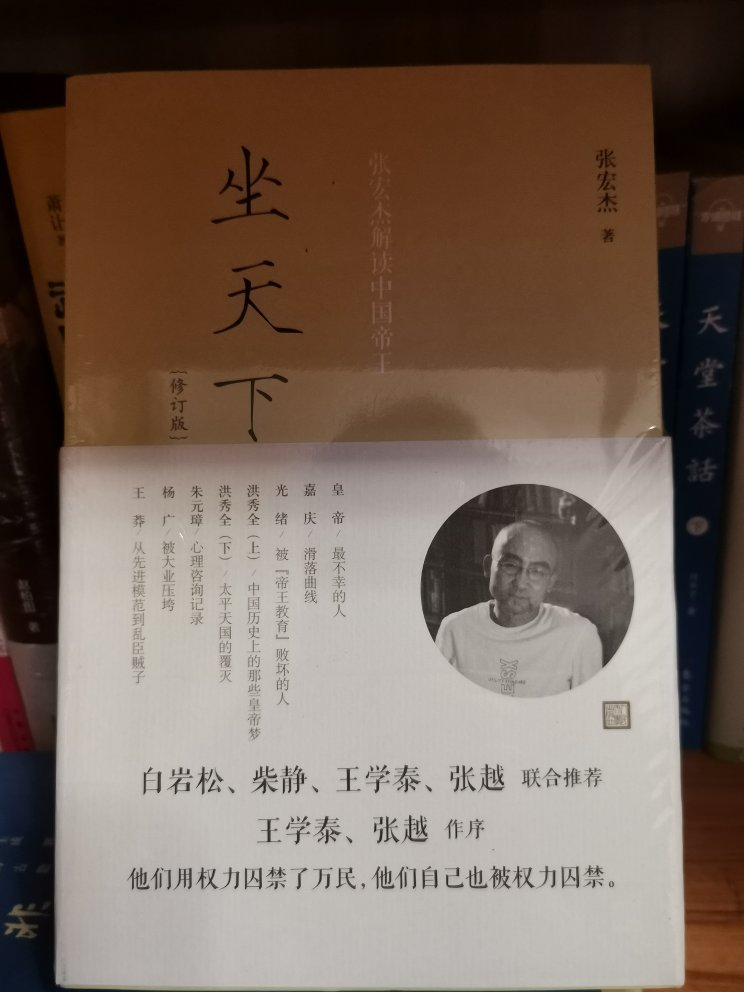 张宏杰 著
张宏杰解读中国帝王
坐天下
〔修订版〕
皇帝/最不幸的人
嘉庆/滑落曲线
光绪/被『帝王教育』败坏的人
洪秀全(上)/中国历史上的那些皇帝梦
洪秀全(下)/太平天国的覆灭
朱元璋/心理咨询记录
杨广/被大业压垮
王莽/从先进模范到乱臣贼子
白岩松、柴静、王学泰、张越 联合推荐
王学泰、张越 作序
他们用权力囚禁了万民,他们自己也被权力囚禁。
天堂茶話
下